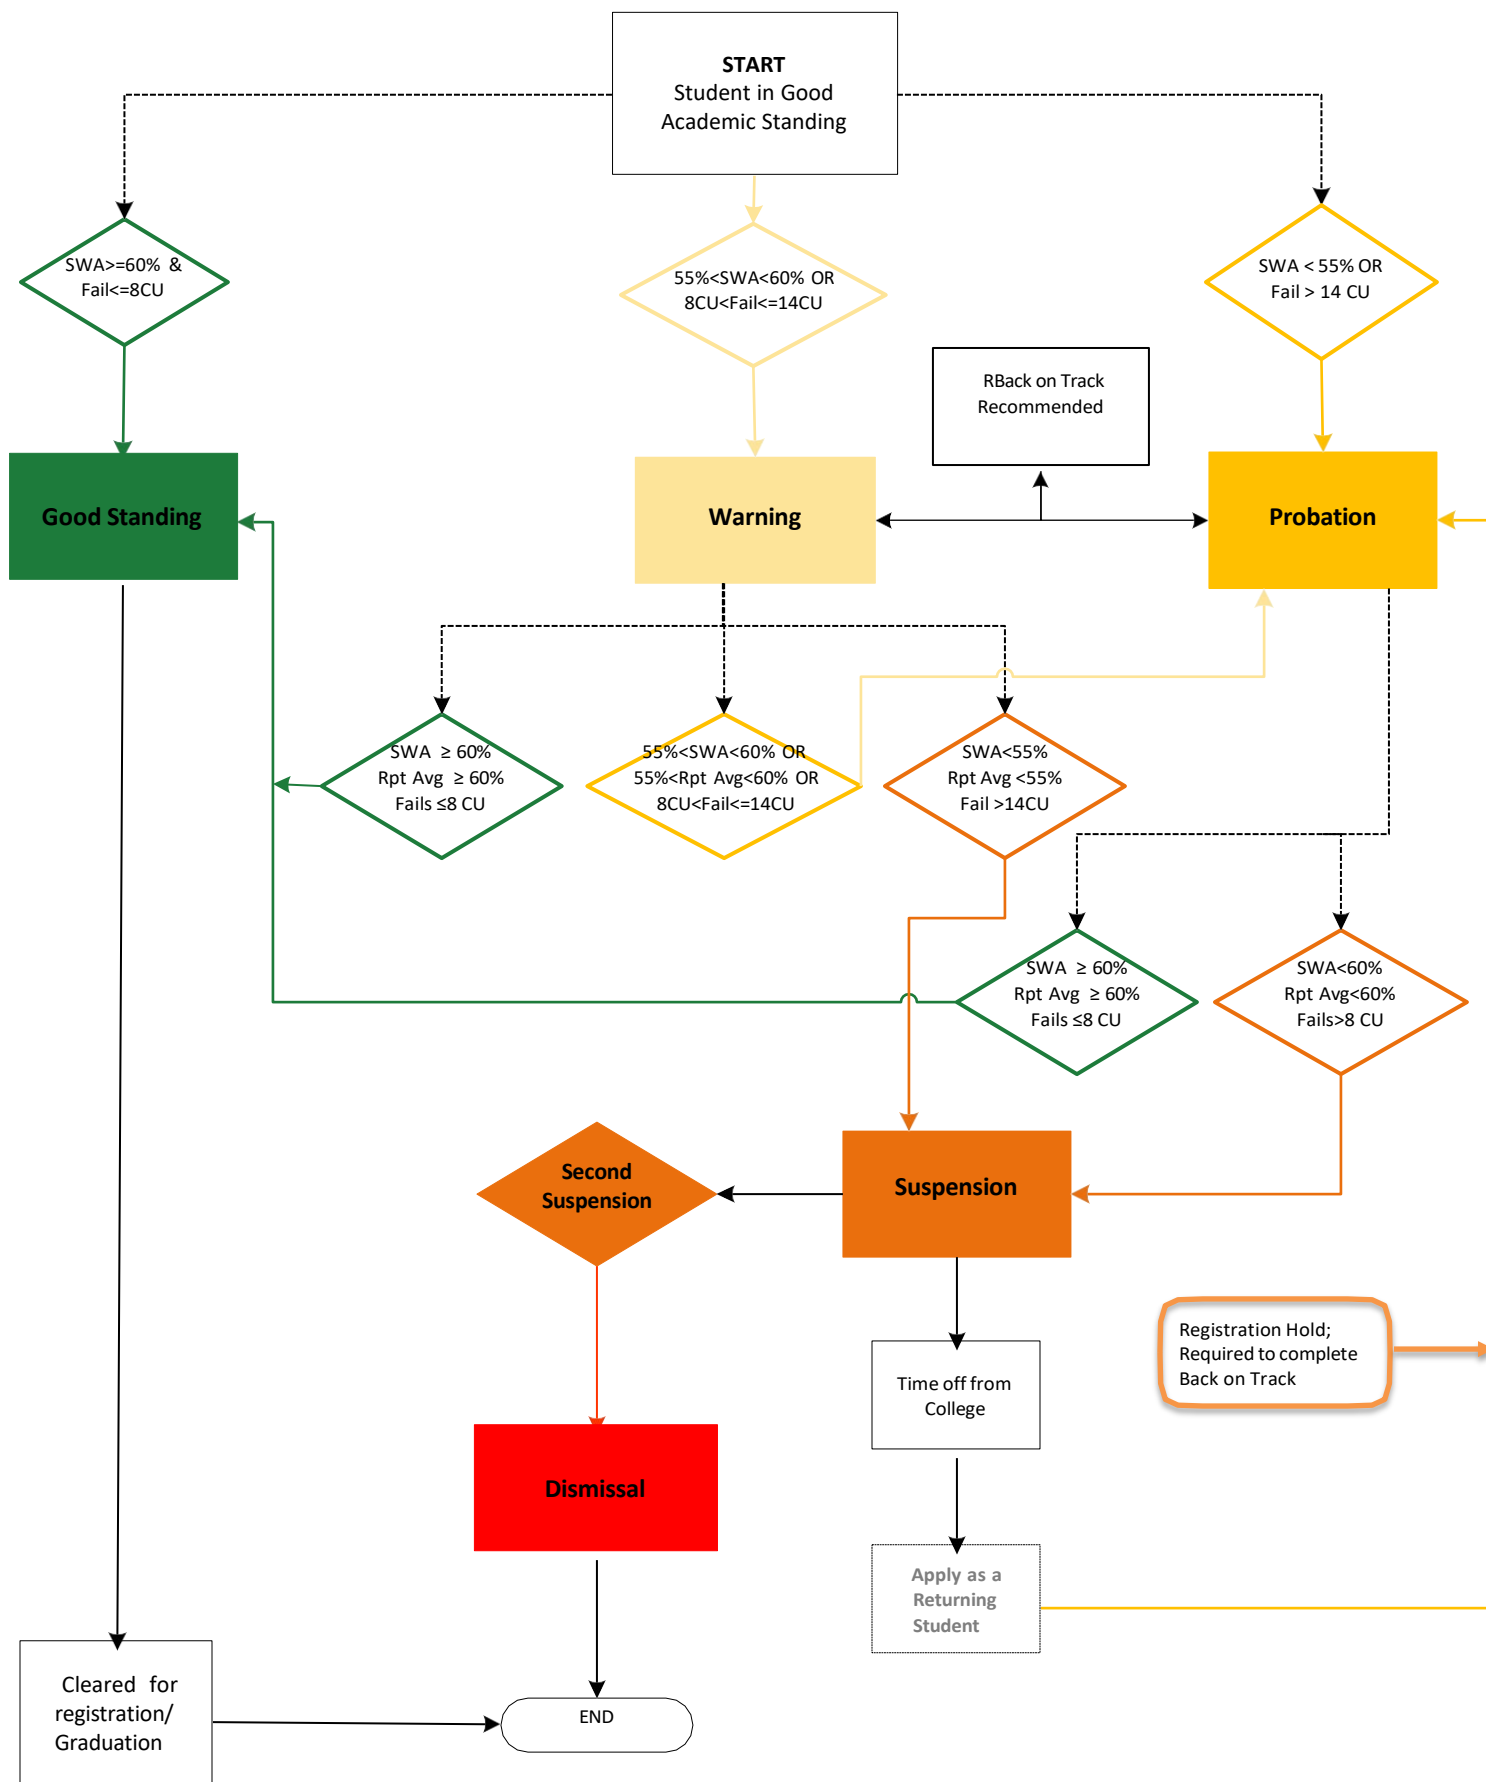 START
Student in Good
Academic Standing
SWA>=60% &
Fail<=8CU
55%<SWA<60% OR
8CU<Fail<=14CU
SWA < 55% OR
Fail > 14 CU
RBack on Track
Recommended
Good Standing
Warning
Probation
SWA ≥ 60%
Rpt Avg ≥ 60%
Fails ≤8 CU
55%<SWA<60% OR
55%<Rpt Avg<60% OR
8CU<Fail<=14CU
SWA<55%
Rpt Avg <55%
Fail >14CU
SWA ≥ 60%
Rpt Avg ≥ 60%
Fails ≤8 CU
SWA<60%
Rpt Avg<60%
Fails>8 CU
Second
Suspension
Suspension
Registration Hold;
Required to complete
Back on Track
Time off from
College
Dismissal
Apply as a
Returning
Student
Cleared for
registration/
Graduation
END